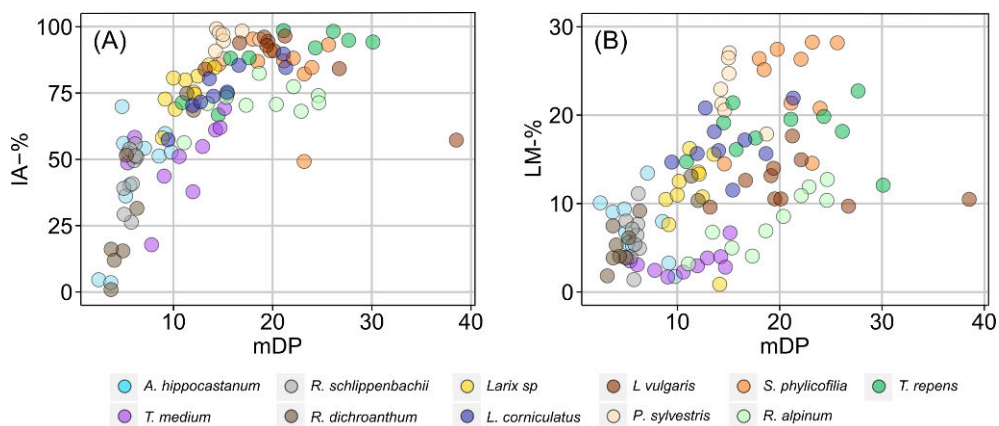 (A)
IA-%
100
75
50
25
0
10
20
30
40
mDP
(B)
LM-%
30
20
10
0
10
20
30
40
mDP
A. hippocastanum
R. schlippenbachii
Larix sp
L vulgaris
S. phylicofilia
T. repens
T. medium
R. dichroanthum
L. corniculatus
P. sylvestris
R. alpinum